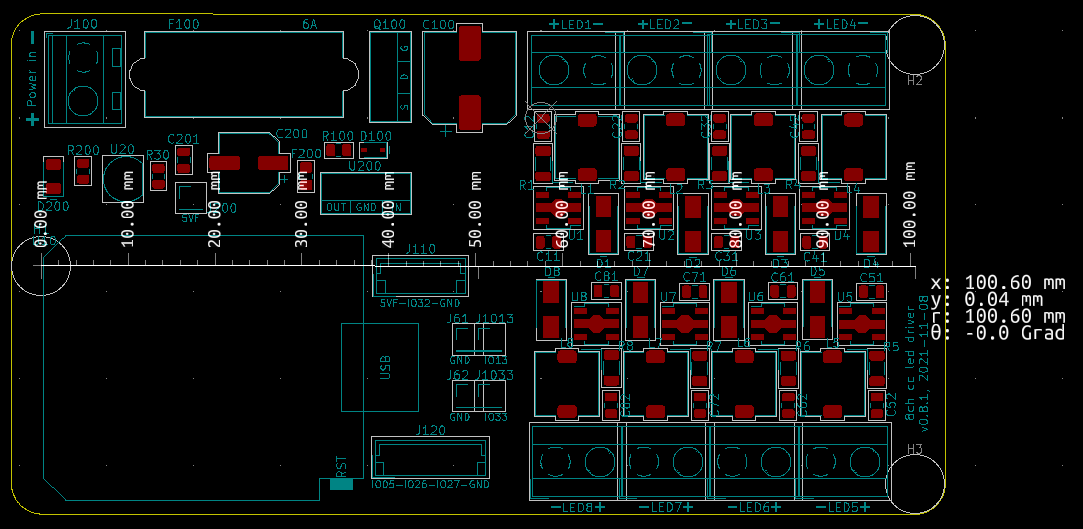 J100 F100 6A Q100 C100 +LED1- +LED2- +LED3- +LED4-
+ Power in -
G
D
S
H2
C201 C200 R100 D100
R200 U20 R30 F200 U200
D200 5VF OUT GND IN
R1 R2 L4
U1 U2 U3 U4
C11 C21 C31 C41
D1 D2 D3 D4
0.00 mm 10.00 mm 20.00 mm 30.00 mm 40.00 mm 50.00 mm 60.00 mm 70.00 mm 80.00 mm 90.00 mm 100.00 mm
J110
5VF-IO32-GND
D8 D7 D6 D5
C81 C71 C61 C51
U8 U7 U6 U5
x: 100.60 mm
y: 0.04 mm
r: 100.60 mm
θ: -0.0 Grad
8ch cc led driver
v0.B.1, 2021-11-08
J61 J1013
GND IO13
USB
R5
J62 J1033
GND IO33
C82 C72 C62 C52
J120
RST
IO05-IO26-IO27-GND
H3
-LED8+ -LED7+ -LED6+ -LED5+